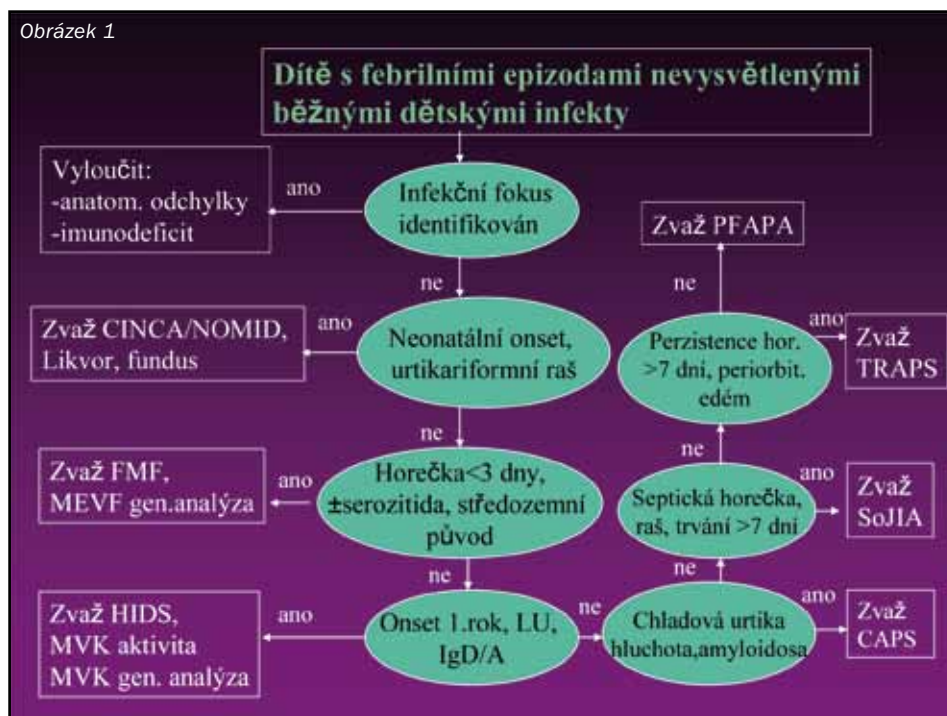 Obrázek 1
Dítě s febrilními epizodami nevysvětlenými
běžnými dětskými infekty
Vyloučit:
-anatom. odchylky
-imunodeficit
ano
Infekční fokus
identifikován
ne
Zvaž CINCA/NOMID,
Likvor, fundus
ano
Neonatální onset,
urtikariformní raš
ne
Zvaž FMF,
MEVF gen.analýza
ano
Horečka<3 dny,
±serozitida, středozemní
původ
ne
Zvaž HIDS,
MVK aktivita
MVK gen. analýza
ano
Onset 1.rok, LU,
IgD/A
ne
Chladová urtika
hluchota,amyloidosa
ano
Zvaž
CAPS
ne
Septická horečka,
raš, trvání >7 dní
ano
Zvaž
SoJIA
ne
Perzistence hor.
>7 dní, periorbit.
edém
ano
Zvaž
TRAPS
ne
Zvaž PFAPA